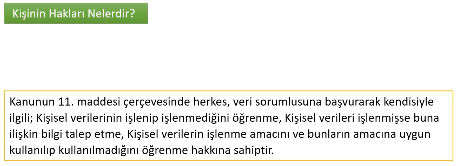 Kişinin Hakları Nelerdir?
Kanunun 11. maddesi çerçevesinde herkes, veri sorumlusuna başvurarak kendisiyle
ilgili; Kişisel verilerinin işlenip işlenmediğini öğrenme, Kişisel verileri işlenmişse buna
ilişkin bilgi talep etme, Kişisel verilerin işlenme amacını ve bunların amacına uygun
kullanılıp kullanılmadığını öğrenme hakkına sahiptir.